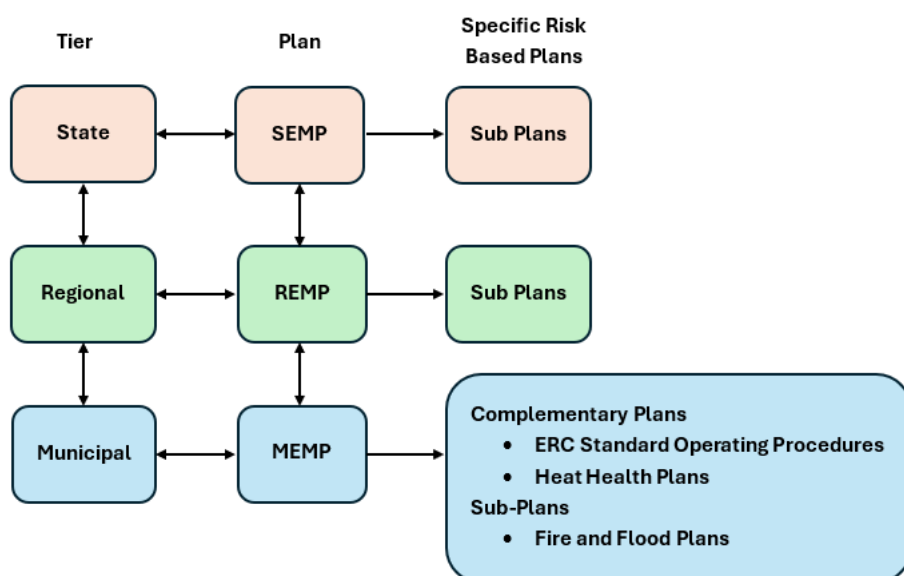 Tier
Plan
Specific Risk
Based Plans
State
SEMP
Sub Plans
Regional
REMP
Sub Plans
Municipal
MEMP
Complementary Plans
• ERC Standard Operating Procedures
• Heat Health Plans
Sub-Plans
• Fire and Flood Plans